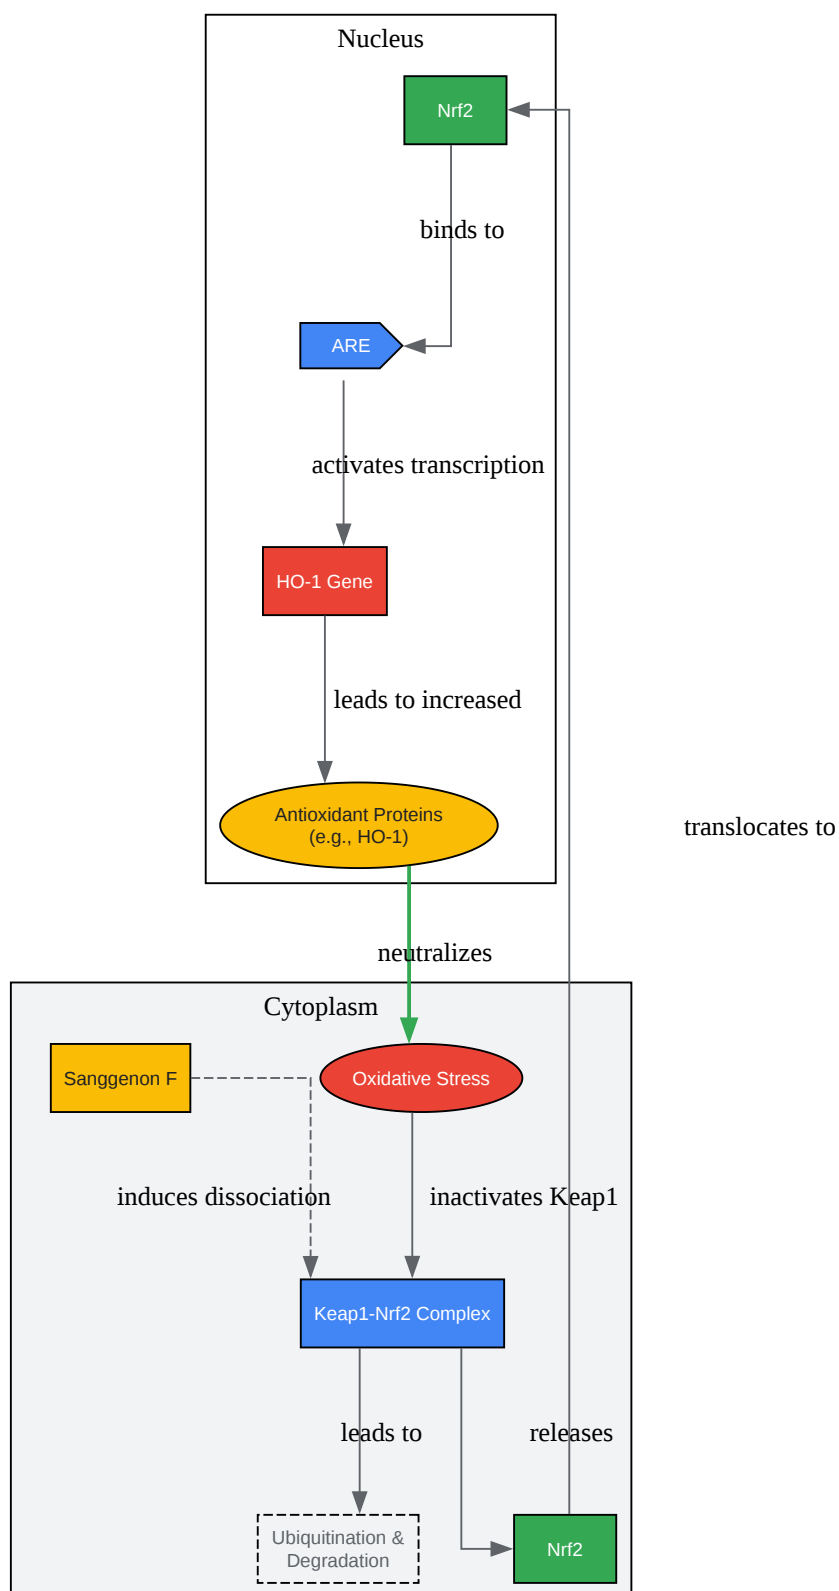 Nucleus
Nrf2
binds to
ARE
activates transcription
HO-1 Gene
leads to increased
Antioxidant Proteins
(e.g., HO-1)
translocates to
neutralizes
Cytoplasm
Sanggenon F
Oxidative Stress
induces dissociation
inactivates Keap1
Keap1-Nrf2 Complex
leads to
releases
Ubiquitination &
Degradation
Nrf2